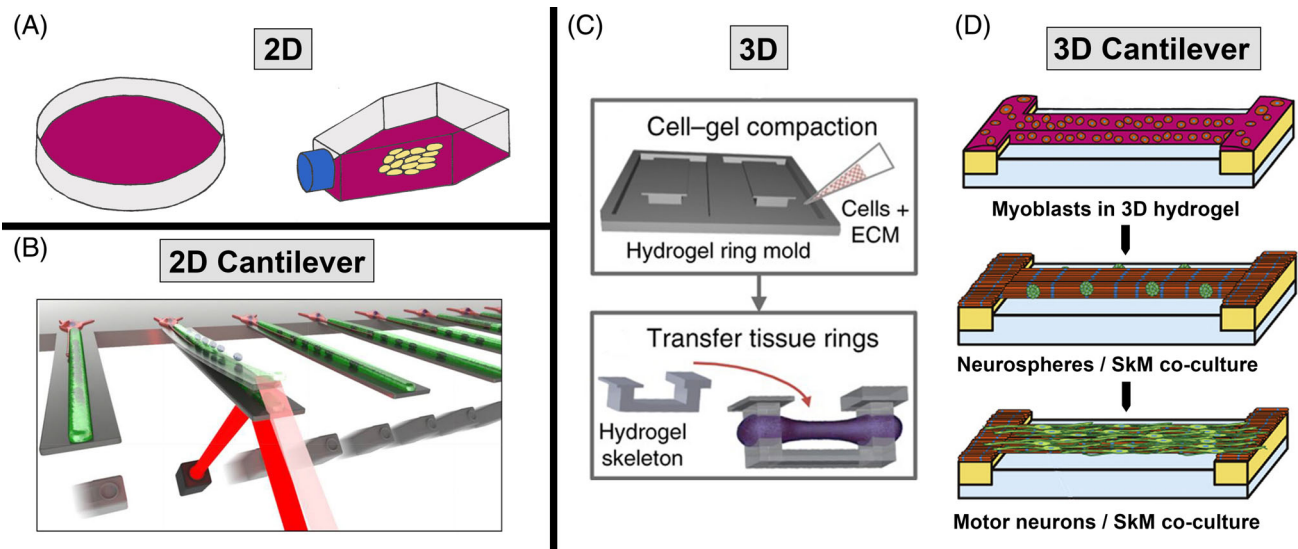 (A)
2D
(B)
2D Cantilever
(C)
3D
Cell–gel compaction
Cells +
ECM
Hydrogel ring mold
Transfer tissue rings
Hydrogel
skeleton
(D)
3D Cantilever
Myoblasts in 3D hydrogel
Neurospheres / SkM co-culture
Motor neurons / SkM co-culture